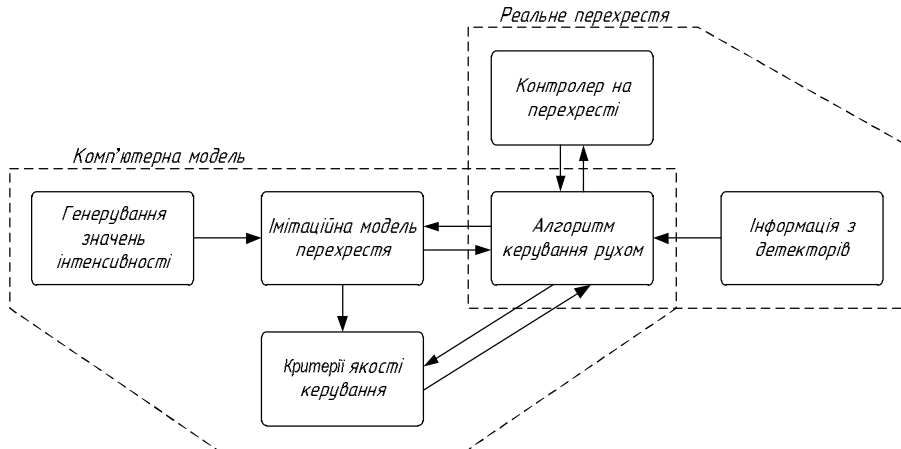 Реальне перехрестя
Контролер на
перехресті
Комп'ютерна модель
Генерування
значень
інтенсивності
Імітаційна модель
перехрестя
Алгоритм
керування рухом
Інформація з
детекторів
Критерії якості
керування